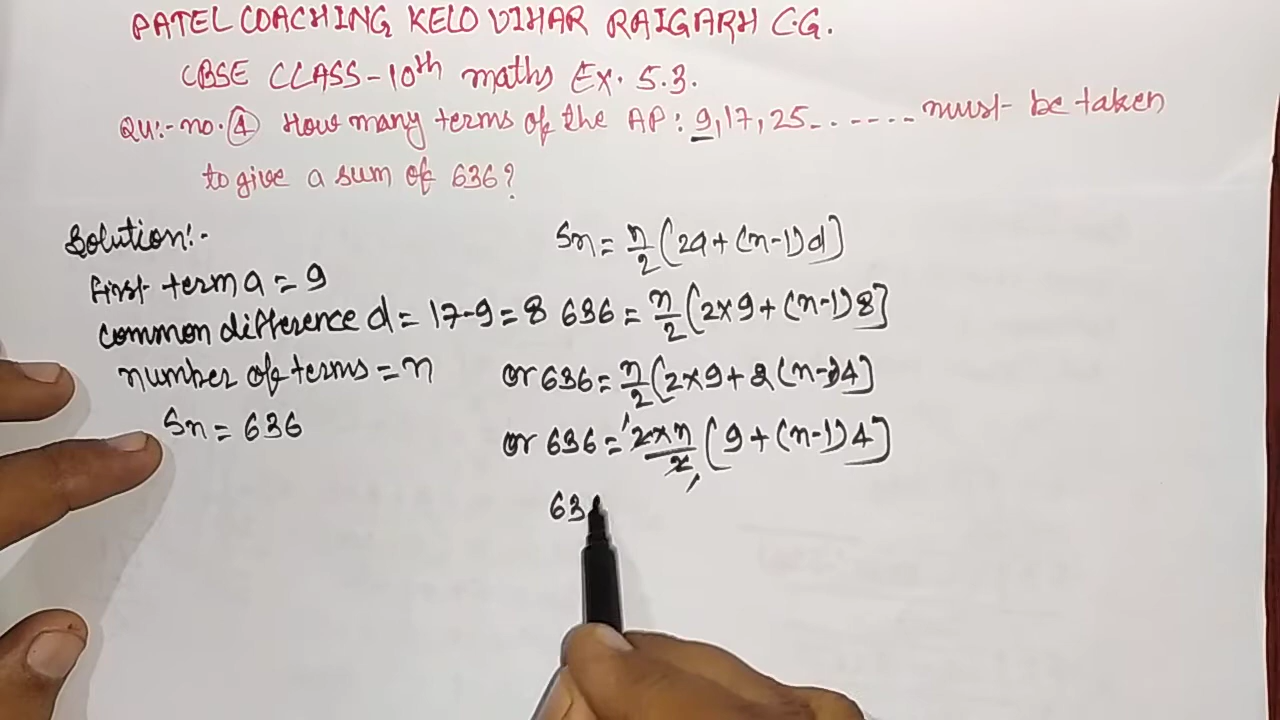 PATEL COACHING KELO VIHAR RAIGARH C.G.
CBSE CLASS-10th maths Ex. 5.3.
QU:-no.④ How many terms of the AP: 9,17,25....... must be taken
to give a sum of 636?
Solution:-
first term a = 9
common difference d = 17-9 = 8
number of terms = n
Sn = 636
Sn = n/2 (2a+(n-1)d]
636 = n/2 (2×9+(n-1)8]
or 636 = n/2 (2×9+2(n-1)4]
or 636 = 2×n/2 (9+(n-1)4]
63